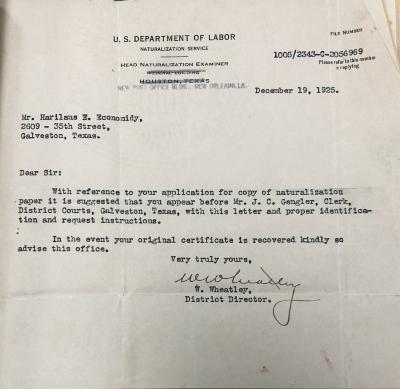 U. S. DEPARTMENT OF LABOR
NATURALIZATION SERVICE
FILE NUMBER
1005/2343-C-2056969
Please refer to this number
in replying
HEAD NATURALIZATION EXAMINER
FEDERAL BUILDING
HOUSTON, TEXAS
NEW POST OFFICE BLDG., NEW ORLEANS, LA.
December 19, 1925.
Mr. Harilaus E. Economidy,
2609 - 35th Street,
Galveston, Texas.
Dear Sir:
With reference to your application for copy of naturalization
paper it is suggested that you appear before Mr. J. C. Gengler, Clerk,
District Courts, Galveston, Texas, with this letter and proper identifica-
tion and request instructions.
In the event your original certificate is recovered kindly so
advise this office.
Very truly yours,
W Wheatley
W. Wheatley,
District Director.